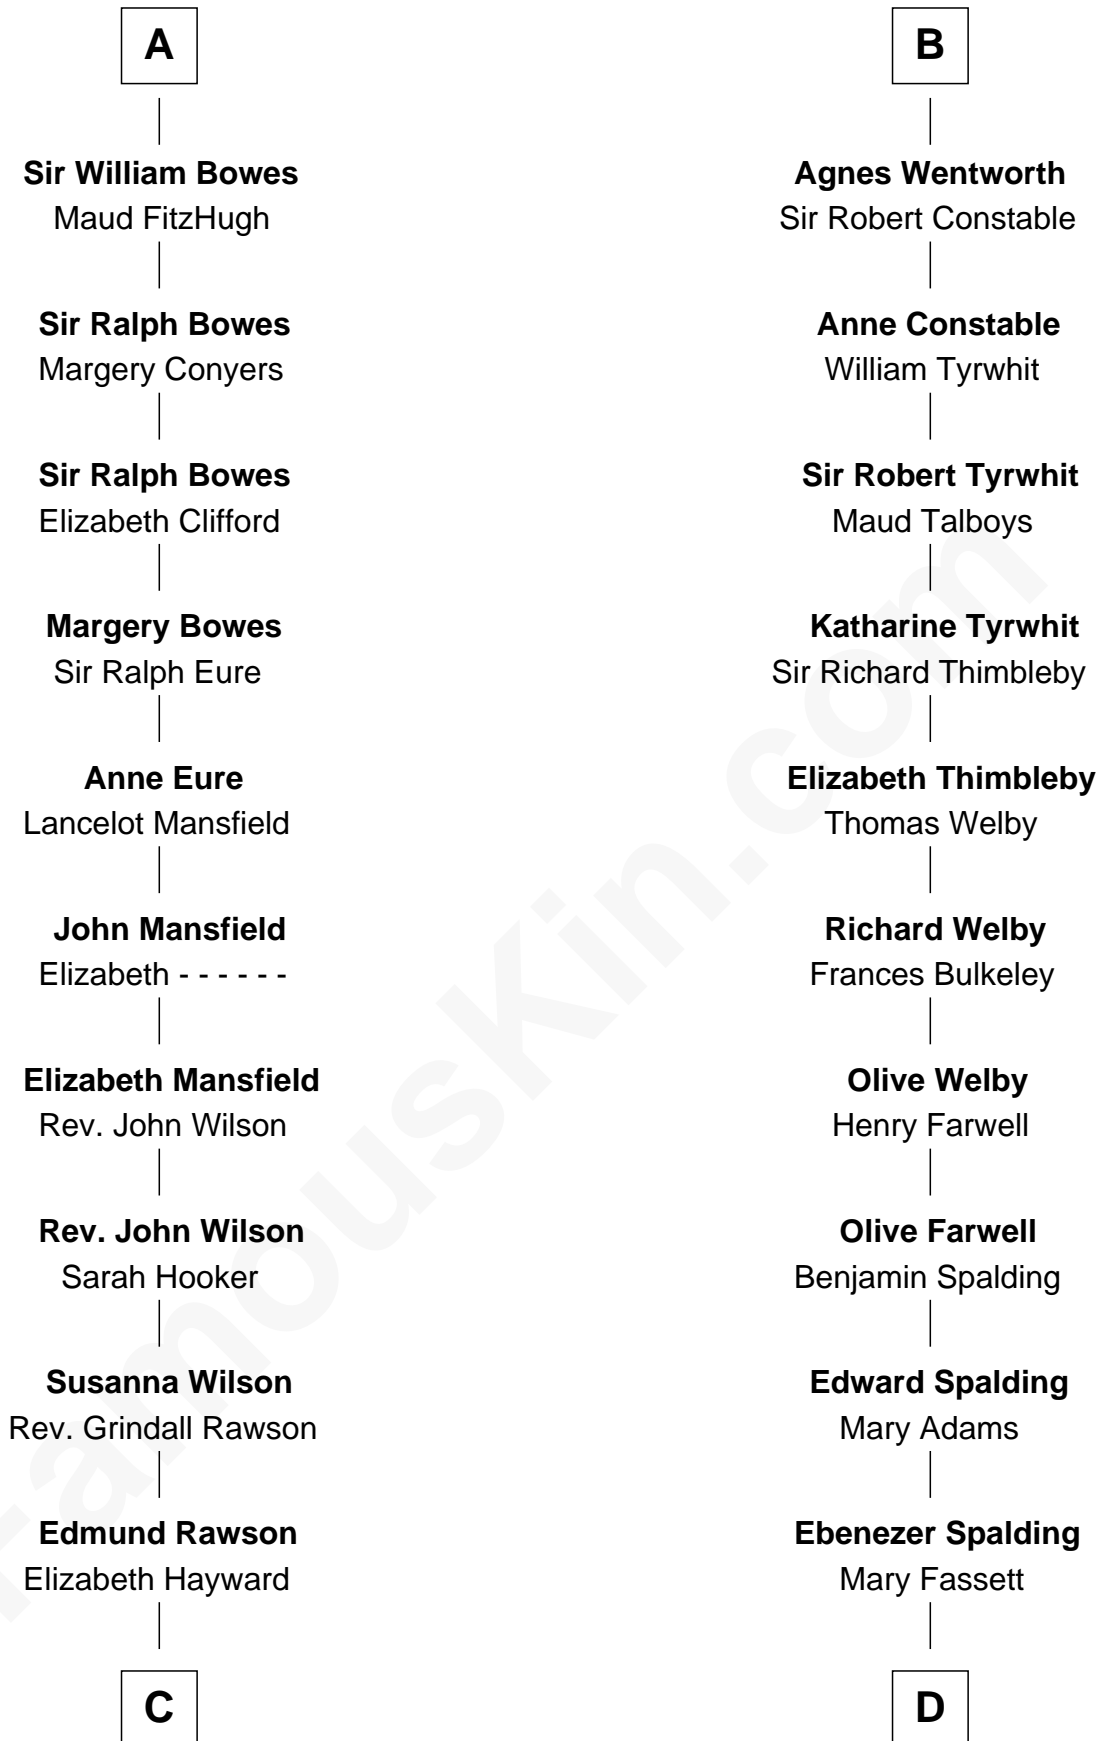 A
Sir William Bowes
Maud FitzHugh
Sir Ralph Bowes
Margery Conyers
Sir Ralph Bowes
Elizabeth Clifford
Margery Bowes
Sir Ralph Eure
Anne Eure
Lancelot Mansfield
John Mansfield
Elizabeth - - - - - -
Elizabeth Mansfield
Rev. John Wilson
Rev. John Wilson
Sarah Hooker
Susanna Wilson
Rev. Grindall Rawson
Edmund Rawson
Elizabeth Hayward
C
B
Agnes Wentworth
Sir Robert Constable
Anne Constable
William Tyrwhit
Sir Robert Tyrwhit
Maud Talboys
Katharine Tyrwhit
Sir Richard Thimbleby
Elizabeth Thimbleby
Thomas Welby
Richard Welby
Frances Bulkeley
Olive Welby
Henry Farwell
Olive Farwell
Benjamin Spalding
Edward Spalding
Mary Adams
Ebenezer Spalding
Mary Fassett
D
FamousKin.com